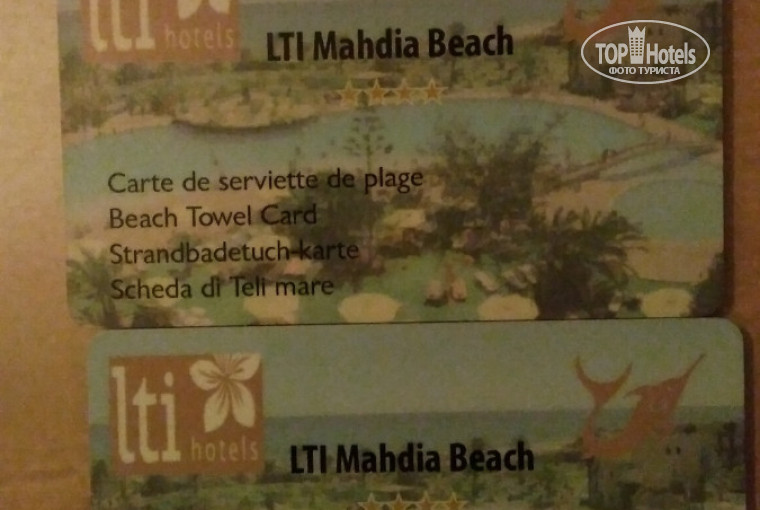 lti hotels
LTI Mahdia Beach
TOP Hotels
ФОТО ТУРИСТА
Carte de serviette de plage
Beach Towel Card
Strandbadetuch-karte
Scheda di Teli mare
lti
hotels
LTI Mahdia Beach